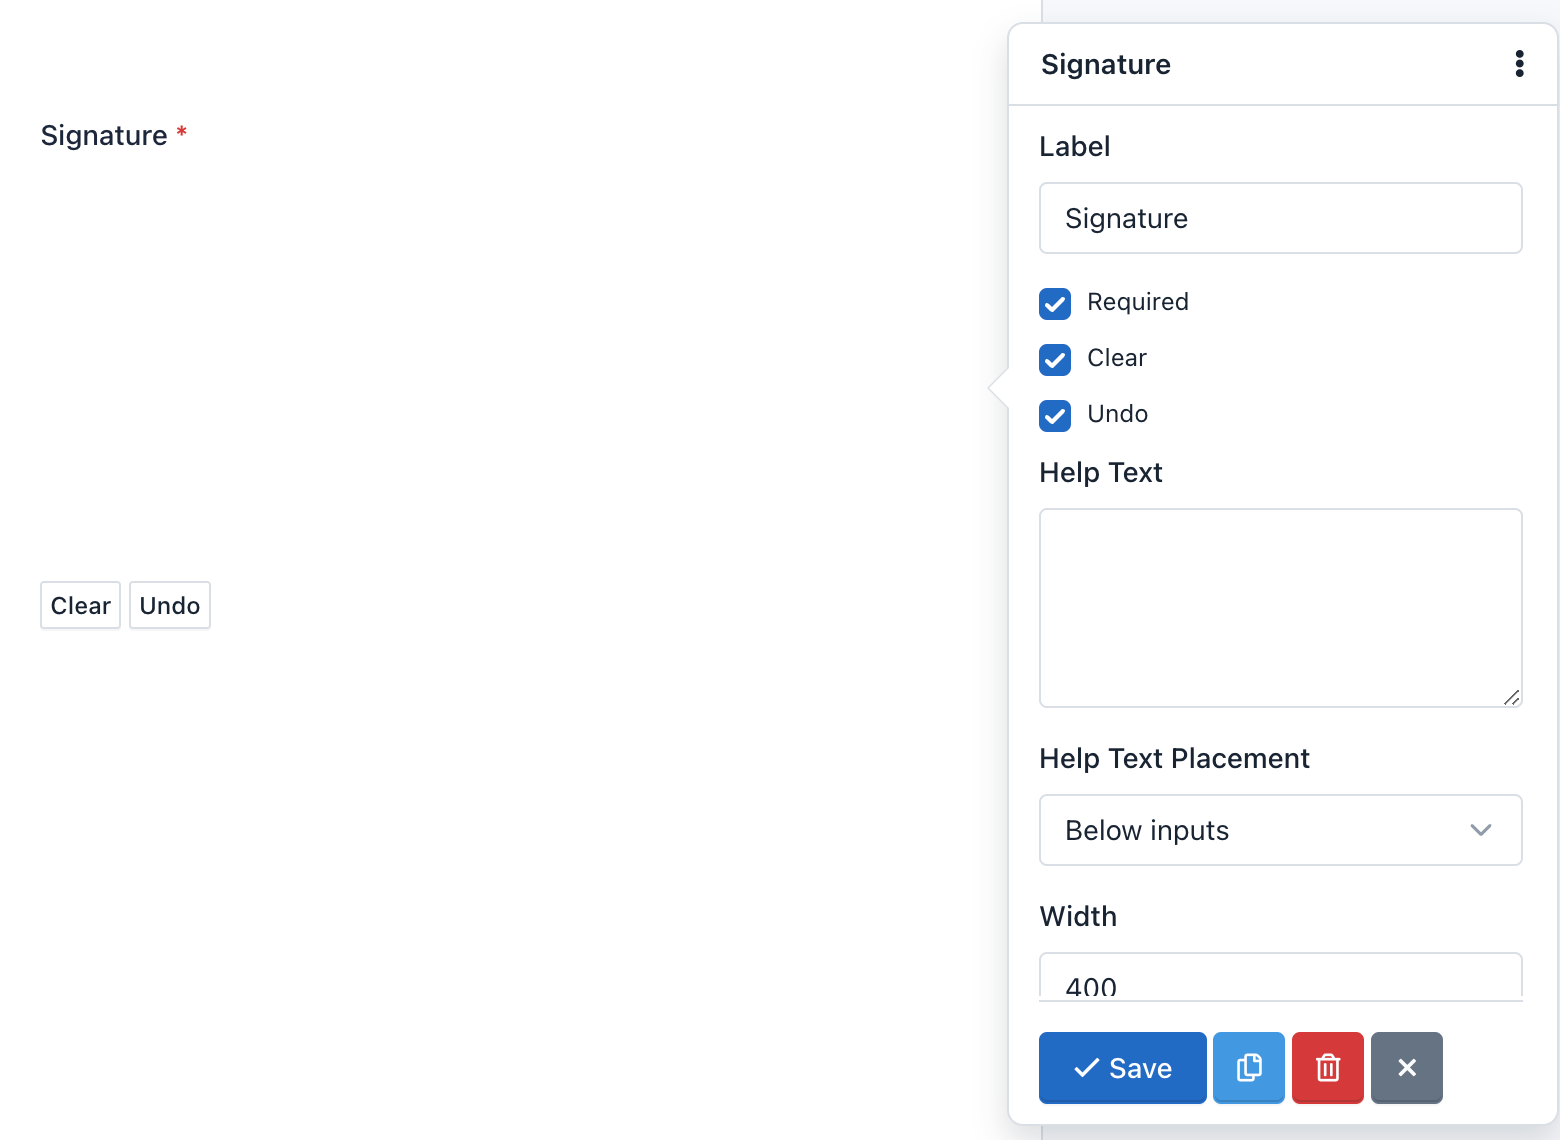 Signature *
Clear Undo
Signature
Label
Signature
Required
Clear
Undo
Help Text
Help Text Placement
Below inputs
Width
400
Save